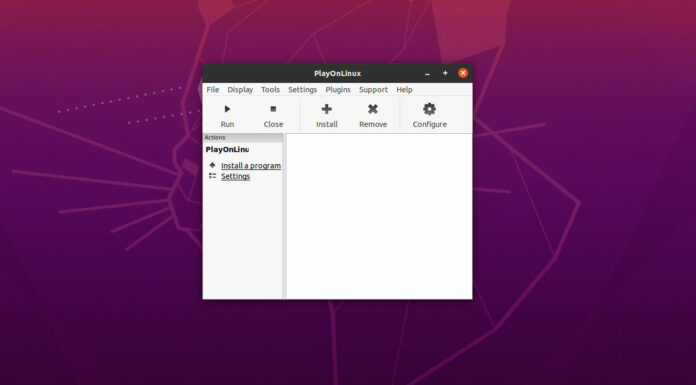 PlayOnLinux
File Display Tools Settings Plugins Support Help
Run Close Install Remove Configure
Actions
PlayOnLinu
Install a program
Settings